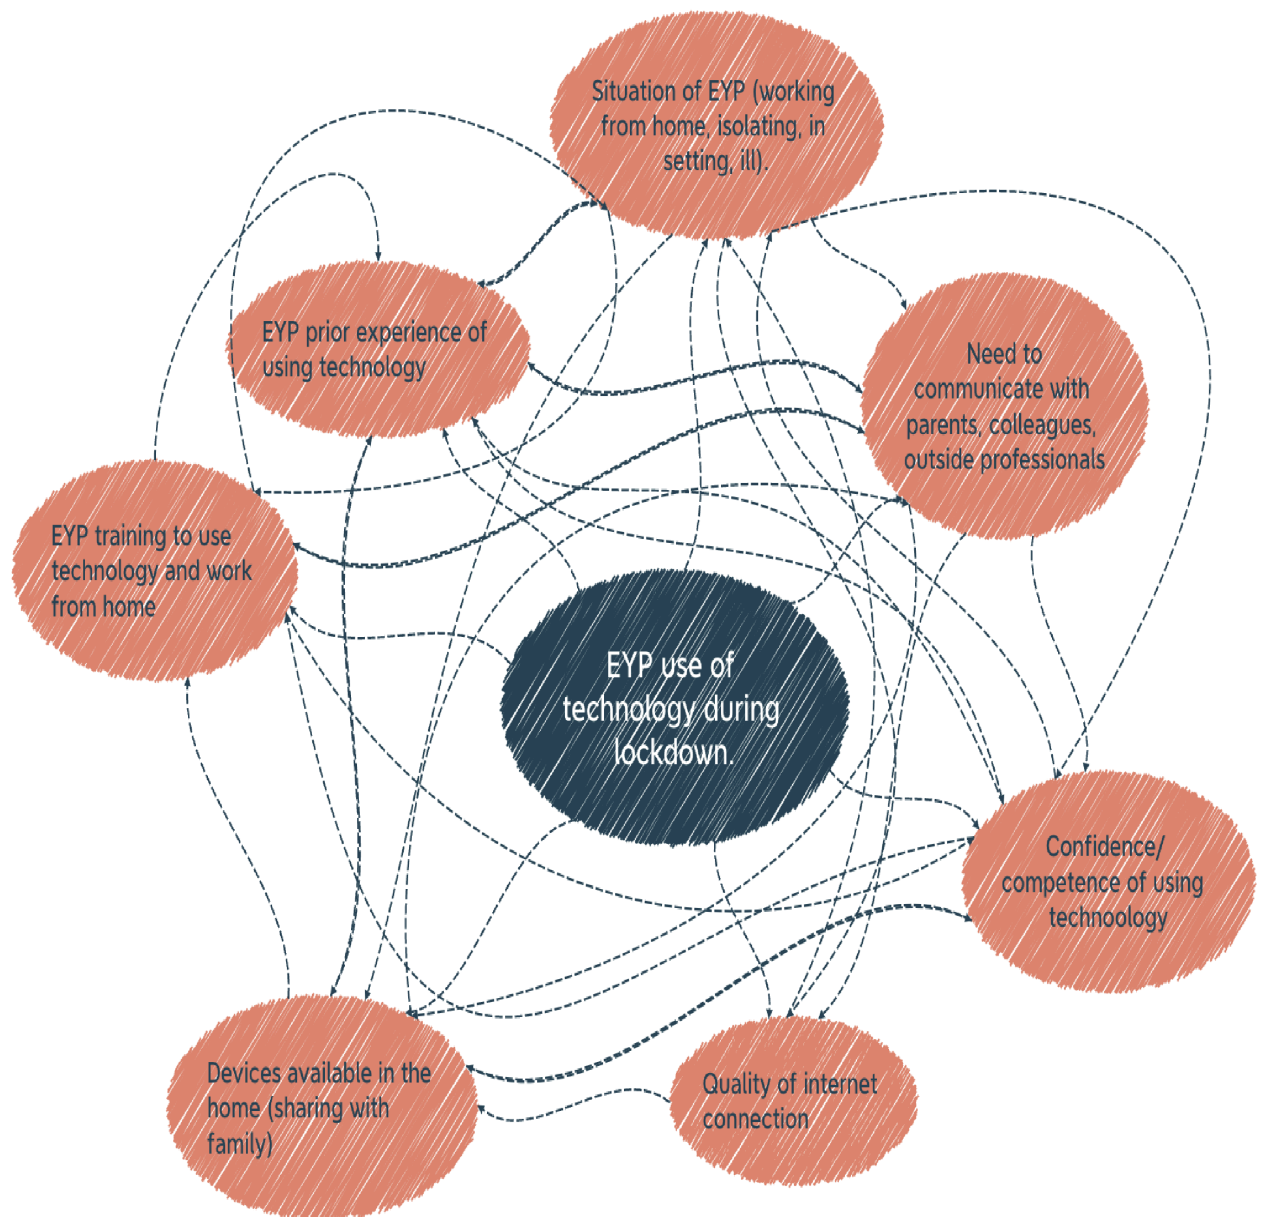 Situation of EYP (working
from home, isolating, in
setting, ill).
EYP prior experience of
using technology
Need to
communicate with
parents, colleagues,
outside professionals
EYP training to use
technology and work
from home
EYP use of
technology during
lockdown.
Confidence/
competence of using
technoology
Devices available in the
home (sharing with
family)
Quality of internet
connection